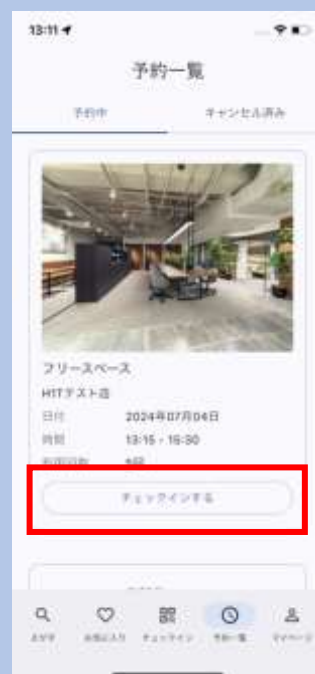 13:11
予約一覧
予約中 キャンセル済み
フリースペース
H1Tテスト店
日付 2024年07月04日
時間 13:15 - 15:30
チェックインする
さがす お気に入り チェックイン 予約一覧 マイページ